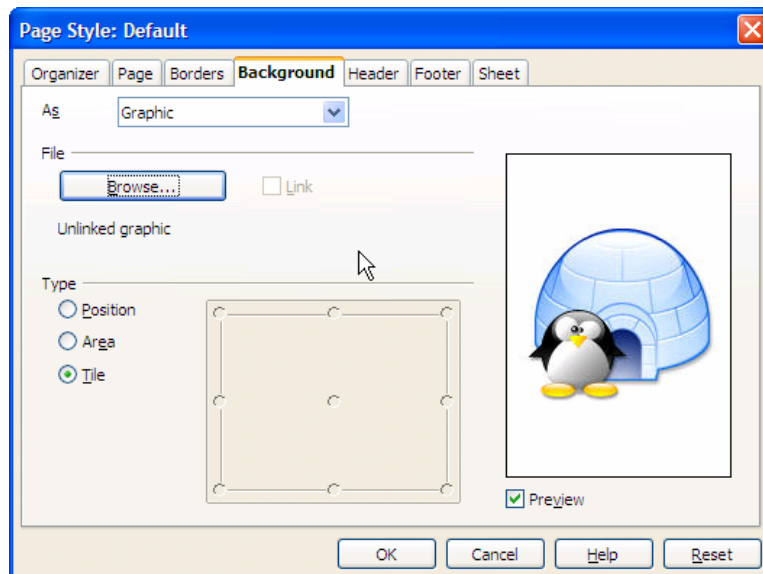 Page Style: Default
Organizer Page Borders Background Header Footer Sheet
As Graphic
File
Browse... Link
Unlinked graphic
Type
Position
Area
Tile
Preview
OK Cancel Help Reset